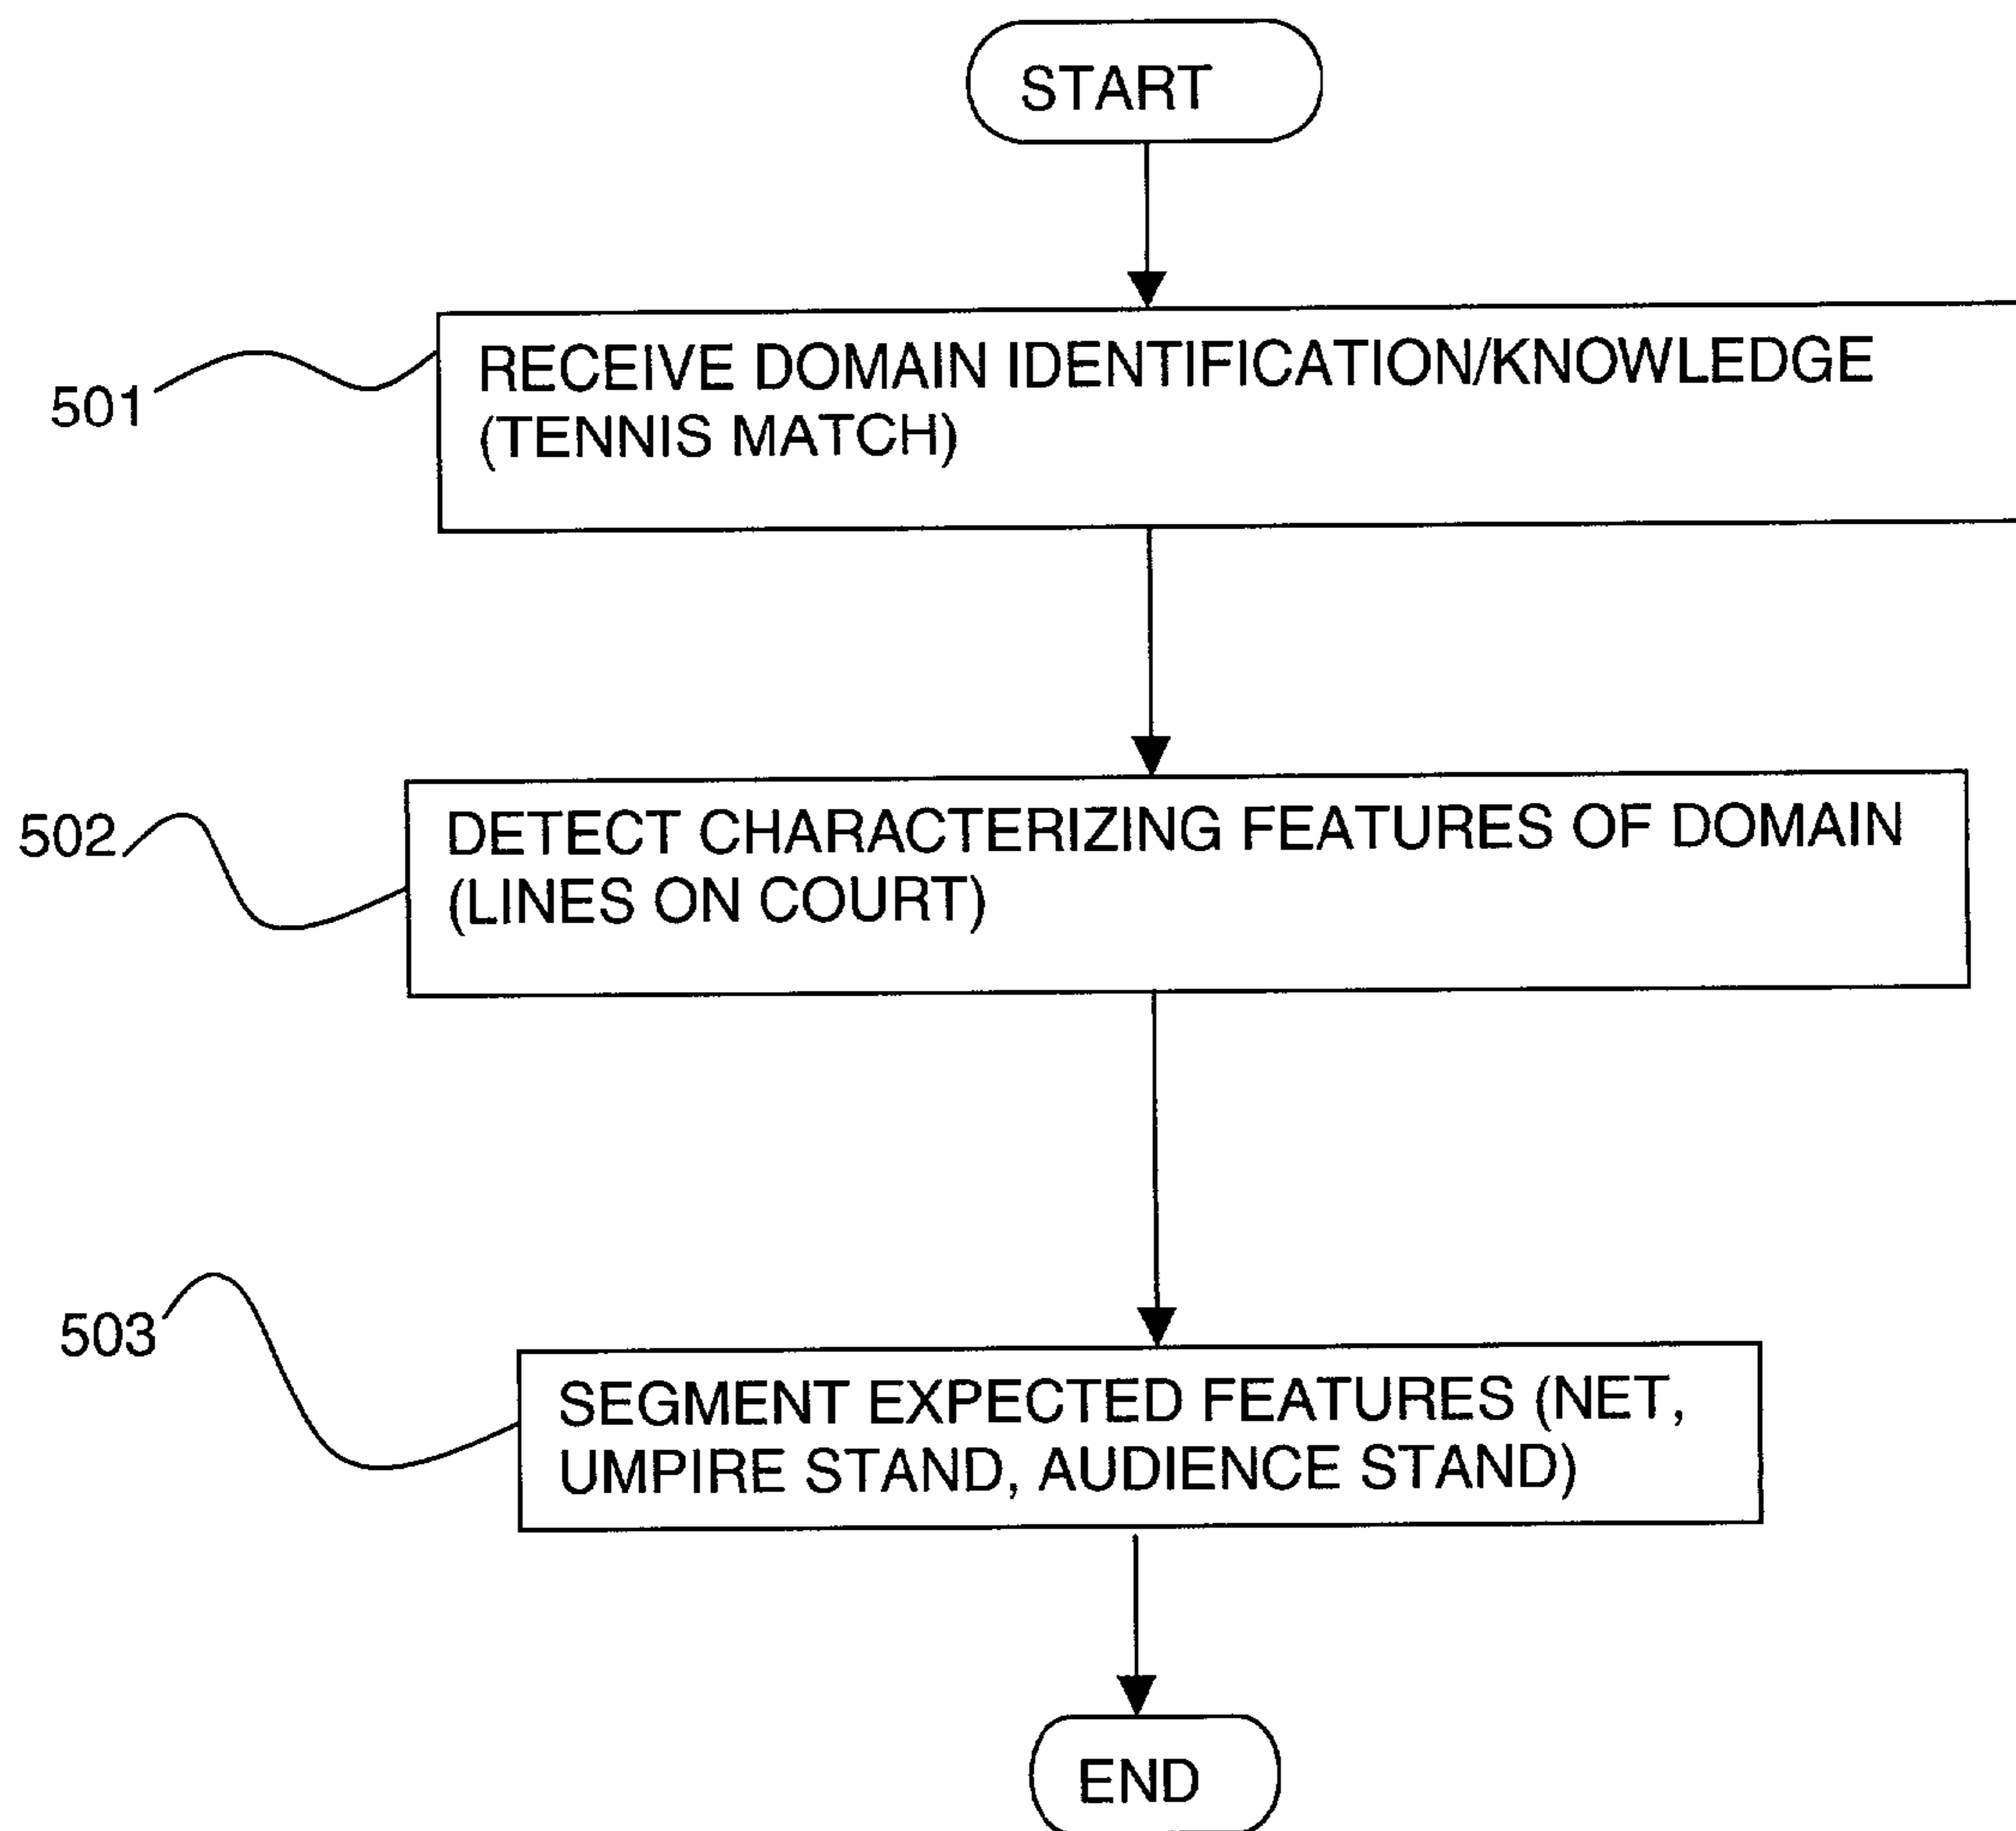 START
501
RECEIVE DOMAIN IDENTIFICATION/KNOWLEDGE
(TENNIS MATCH)
502
DETECT CHARACTERIZING FEATURES OF DOMAIN
(LINES ON COURT)
503
SEGMENT EXPECTED FEATURES (NET,
UMPIRE STAND, AUDIENCE STAND)
END